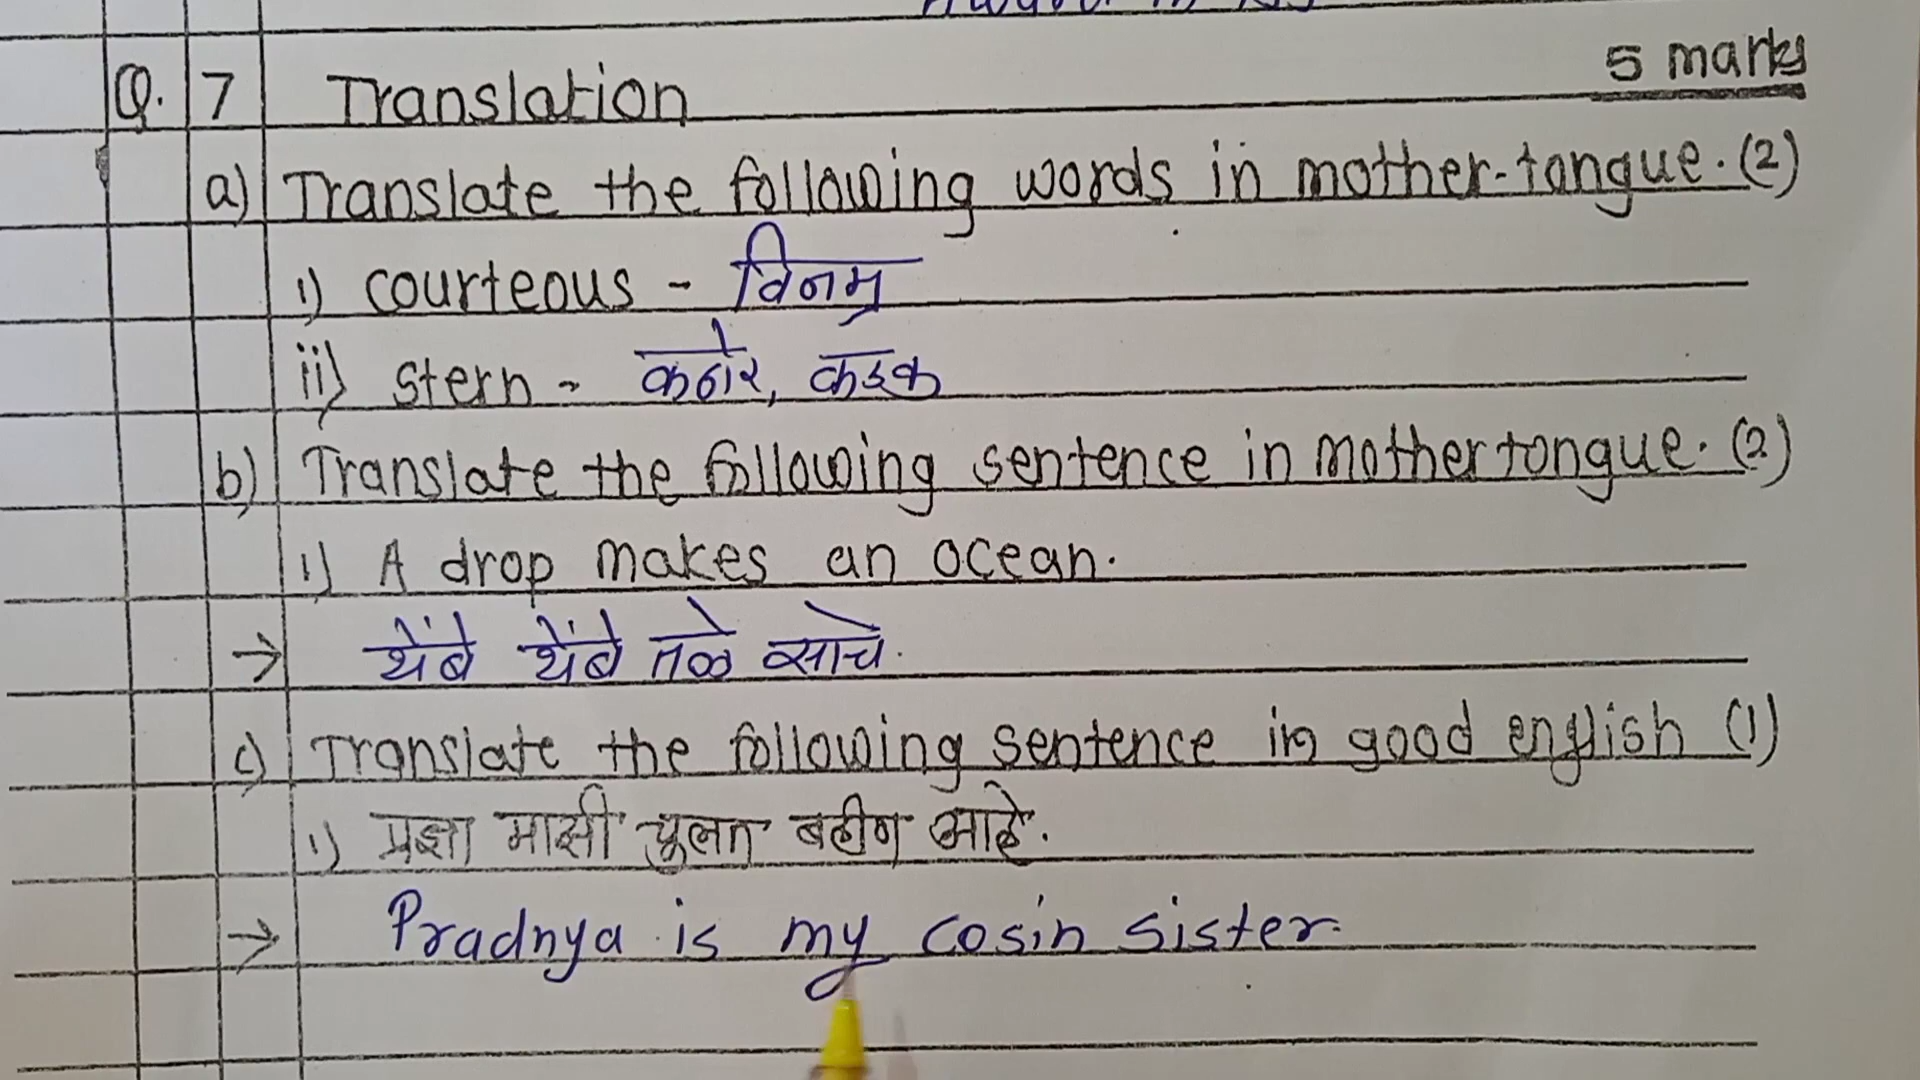 Q. 7 Translation 5 marks
a) Translate the following words in mother-tongue. (2)
i) courteous - विनम्र
ii) stern - कठोर, कडक
b) Translate the following sentence in mother tongue. (2)
i) A drop makes an ocean.
→ थेंबे थेंबे तळे साचे.
c) Translate the following sentence in good english (1)
i) प्रज्ञा माझी चुलत बहीण आहे.
→ Pradnya is my cosin sister.